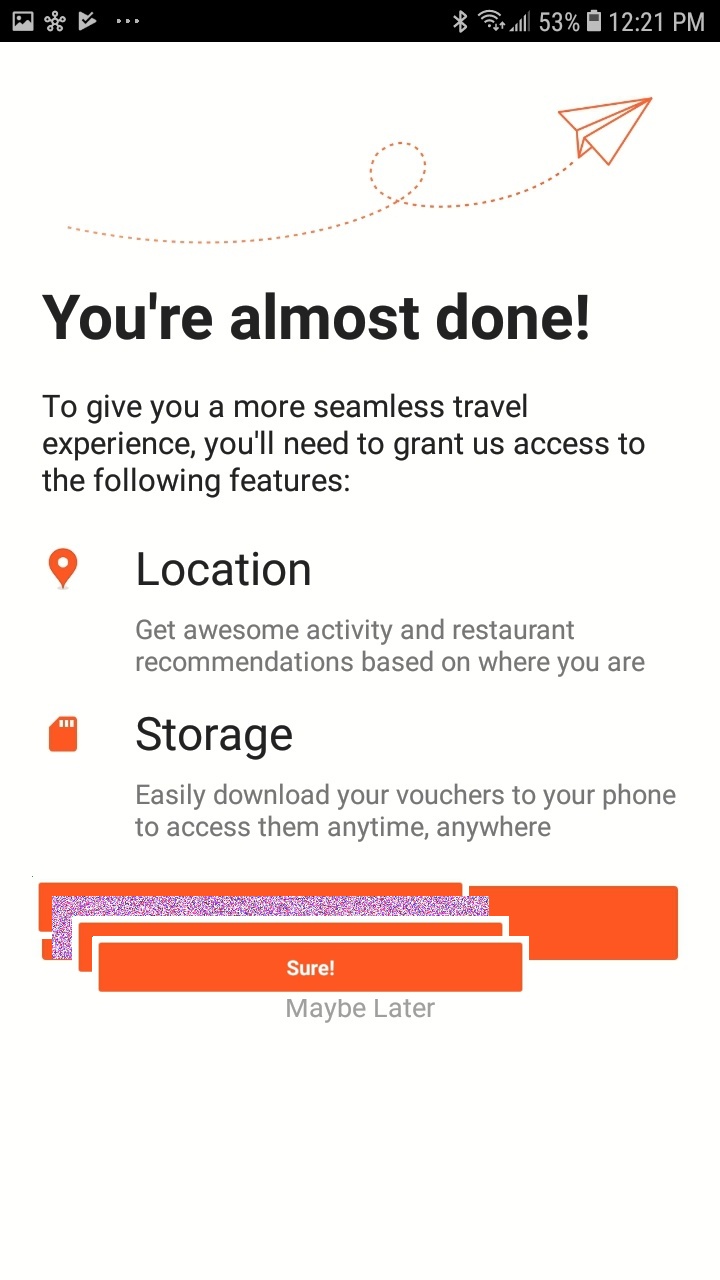 53% 12:21 PM
You're almost done!
To give you a more seamless travel
experience, you'll need to grant us access to
the following features:
Location
Get awesome activity and restaurant
recommendations based on where you are
Storage
Easily download your vouchers to your phone
to access them anytime, anywhere
Sure!
Maybe Later